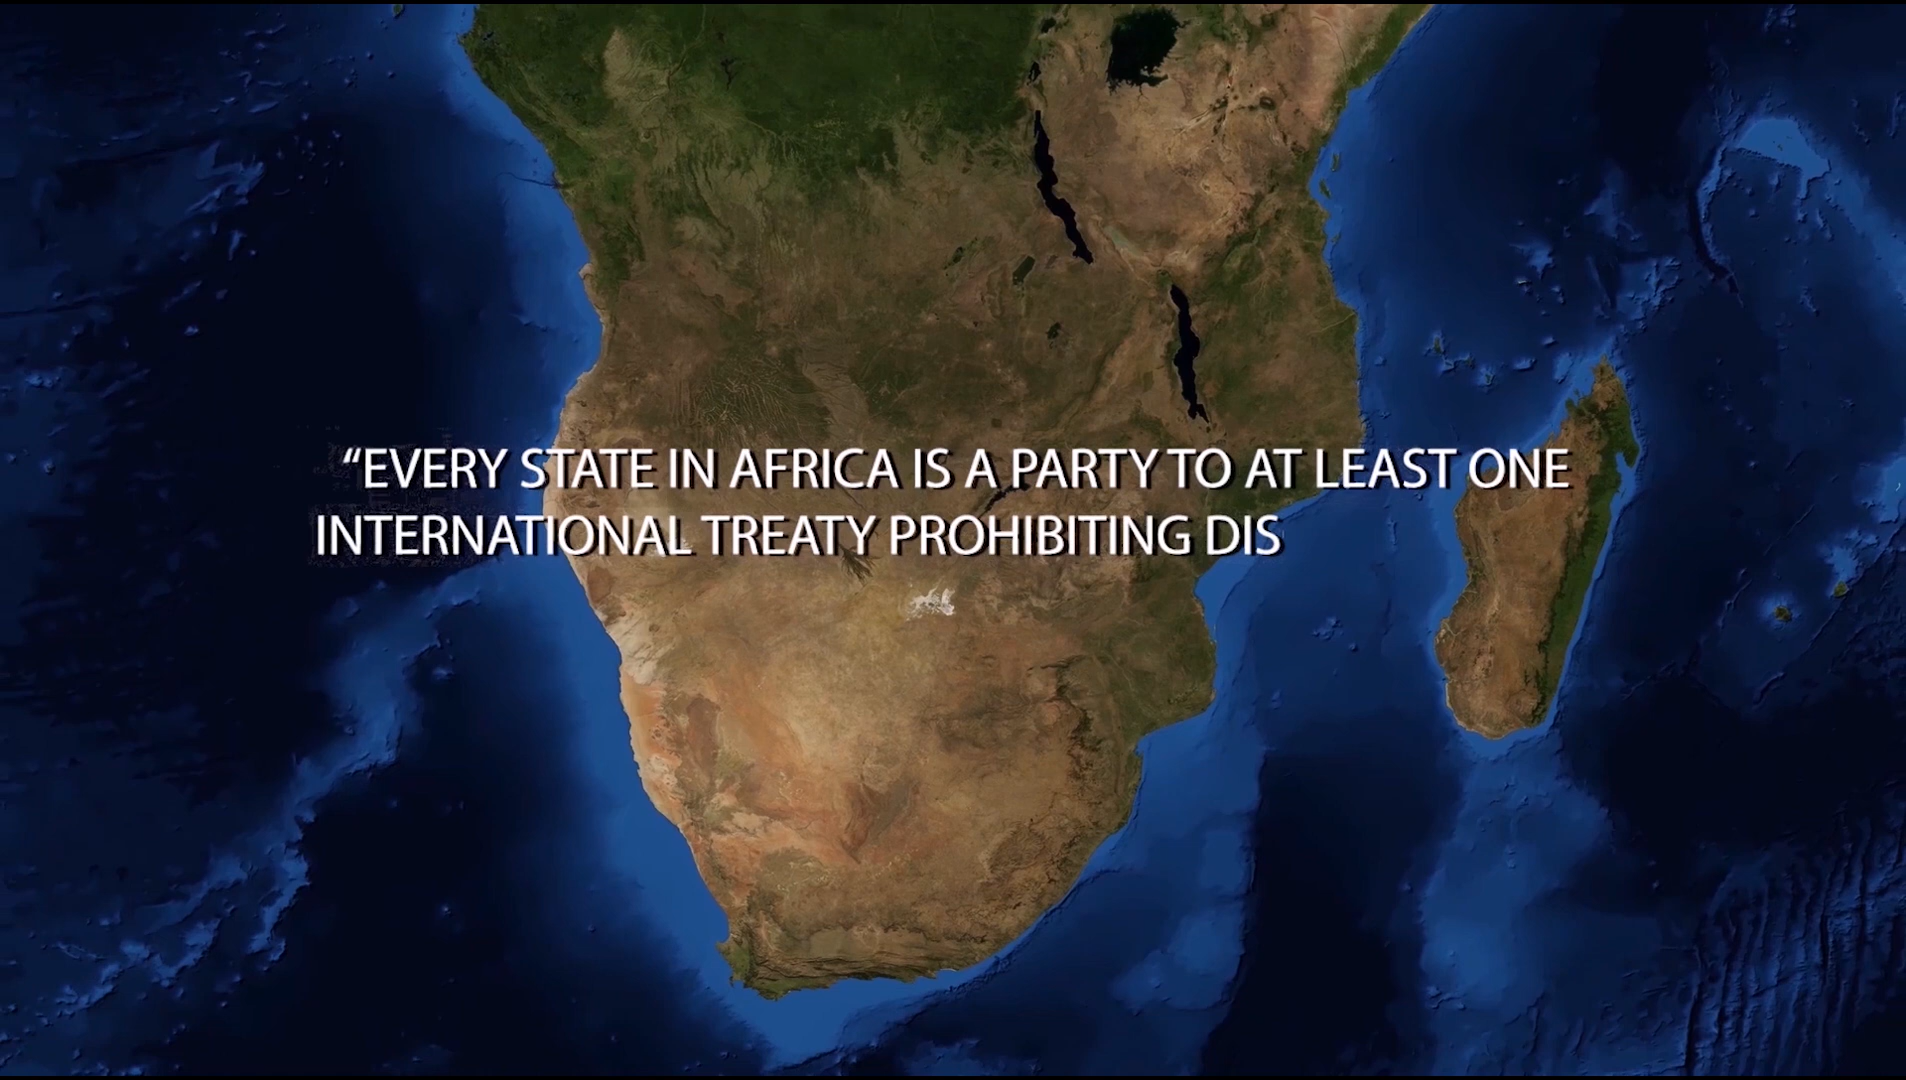 “EVERY STATE IN AFRICA IS A PARTY TO AT LEAST ONE
INTERNATIONAL TREATY PROHIBITING DIS